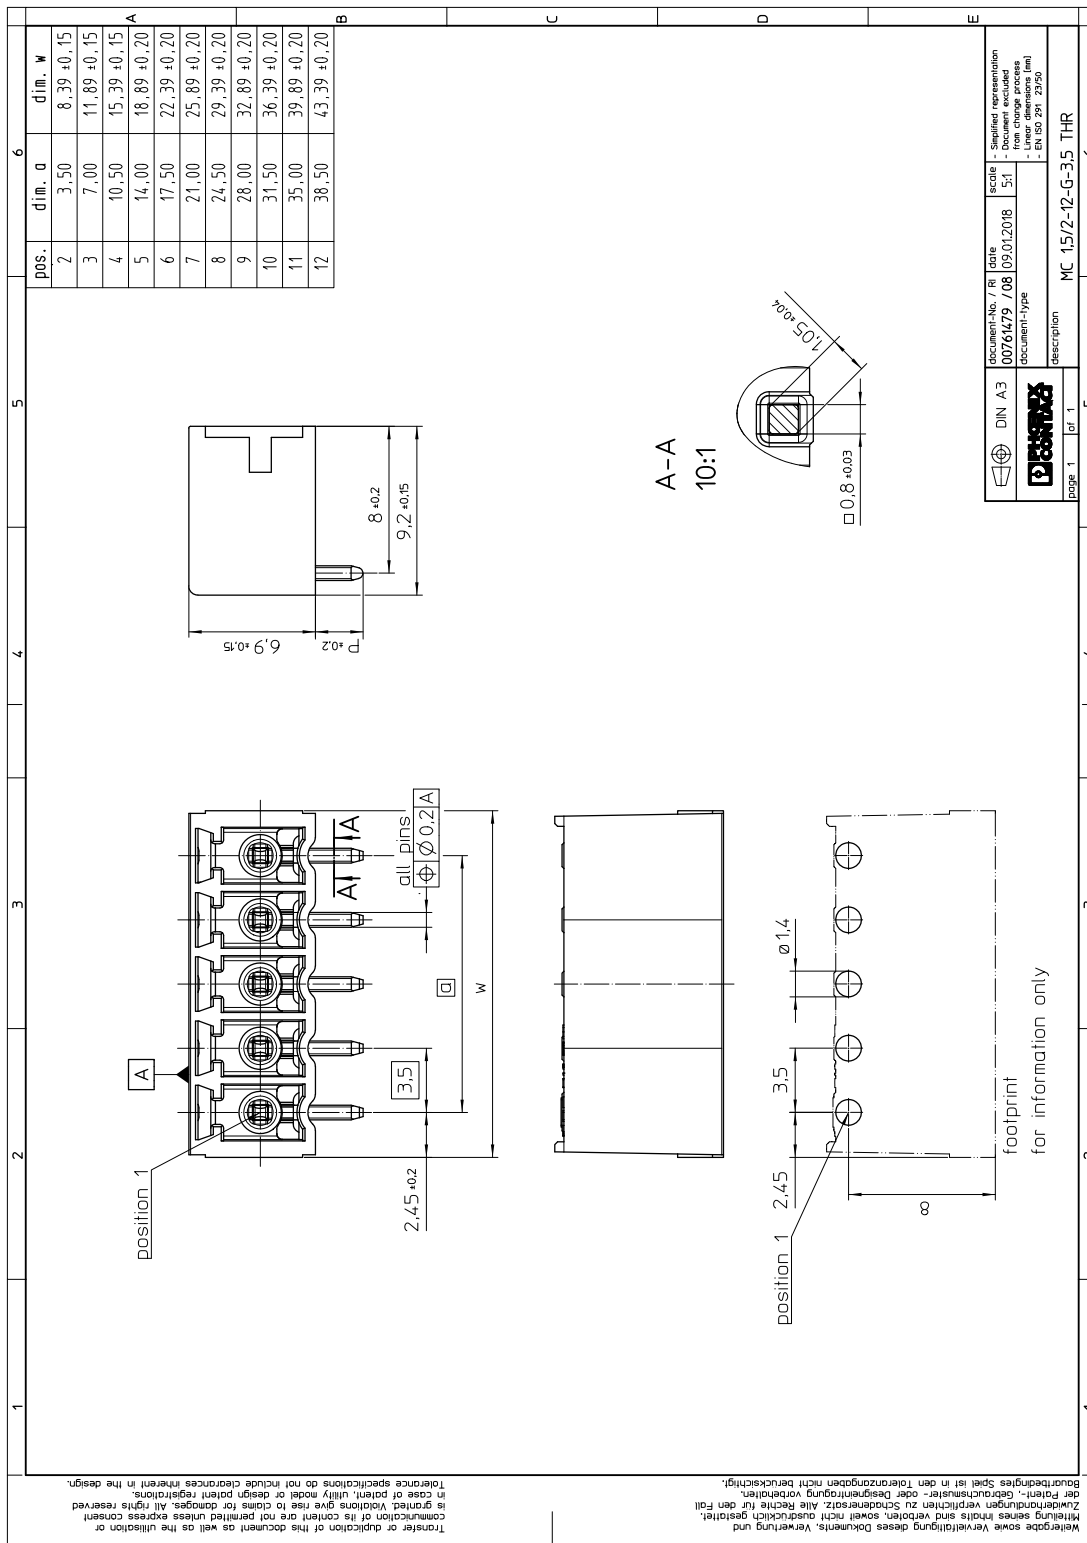 pos. dim. a dim. w
2 3,50 8,39 ±0,15
3 7,00 11,89 ±0,15
4 10,50 15,39 ±0,15
5 14,00 18,89 ±0,20
6 17,50 22,39 ±0,20
7 21,00 25,89 ±0,20
8 24,50 29,39 ±0,20
9 28,00 32,89 ±0,20
10 31,50 36,39 ±0,20
11 35,00 39,89 ±0,20
12 38,50 43,39 ±0,20
1 2 3 4 5 6
A
B
C
D
E
position 1
A
A
A
all pins
⌖ Ø 0,2 A
3,5
a
w
2,45 ±0,2
6,9 ±0,15
P ±0,2
8 ±0,2
9,2 ±0,15
A-A
10:1
1,05 ±0,04
□ 0,8 ±0,03
position 1
2,45
3,5
ø 1,4
8
footprint
for information only
DIN A3
document-No. / RI
00761479 / 08
date
09.01.2018
scale
5:1
- Simplified representation
- Document excluded
from change process
- Linear dimensions [mm]
- EN ISO 291 23/50
PHOENIX
CONTACT
document-type
page 1 of 1
description
MC 1,5/2-12-G-3,5 THR
Transfer or duplication of this document as well as the utilisation or
communication of its content are not permitted unless express consent
is granted. Violations give rise to claims for damages. All rights reserved
in case of patent, utility model or design patent registrations.
Tolerance specifications do not include clearances inherent in the design.
Weitergabe sowie Vervielfältigung dieses Dokuments, Verwertung und
Mitteilung seines Inhalts sind verboten, soweit nicht ausdrücklich gestattet.
Zuwiderhandlungen verpflichten zu Schadenersatz. Alle Rechte für den Fall
der Patent-, Gebrauchsmuster- oder Designeintragung vorbehalten.
Bauartbedingtes Spiel ist in den Toleranzangaben nicht berücksichtigt.